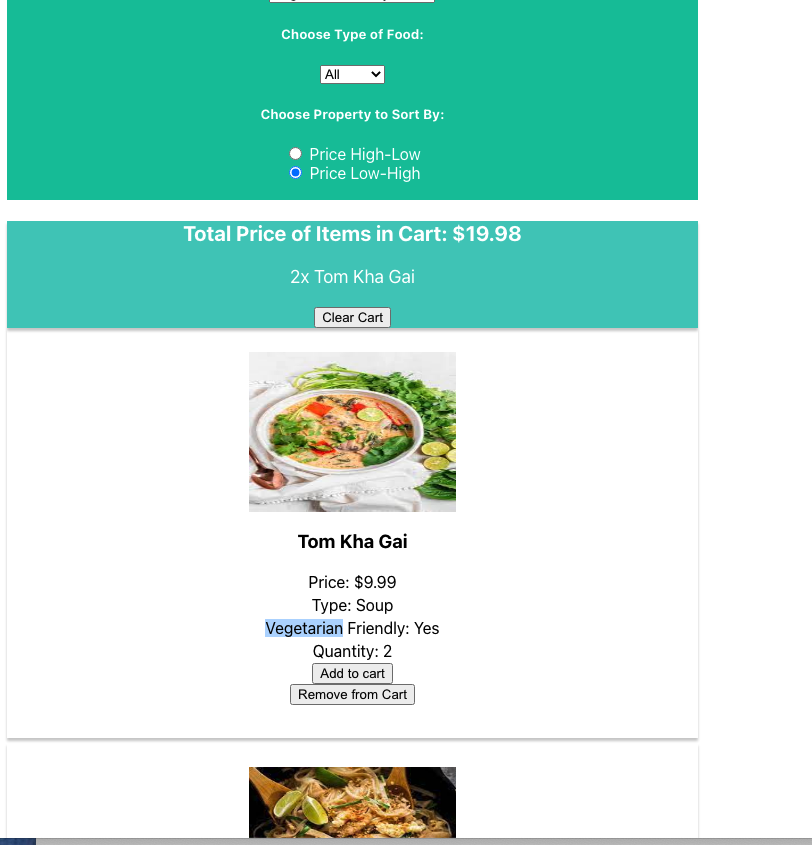 Choose Type of Food:
All
Choose Property to Sort By:
Price High-Low
Price Low-High
Total Price of Items in Cart: $19.98
2x Tom Kha Gai
Clear Cart
Tom Kha Gai
Price: $9.99
Type: Soup
Vegetarian Friendly: Yes
Quantity: 2
Add to cart
Remove from Cart